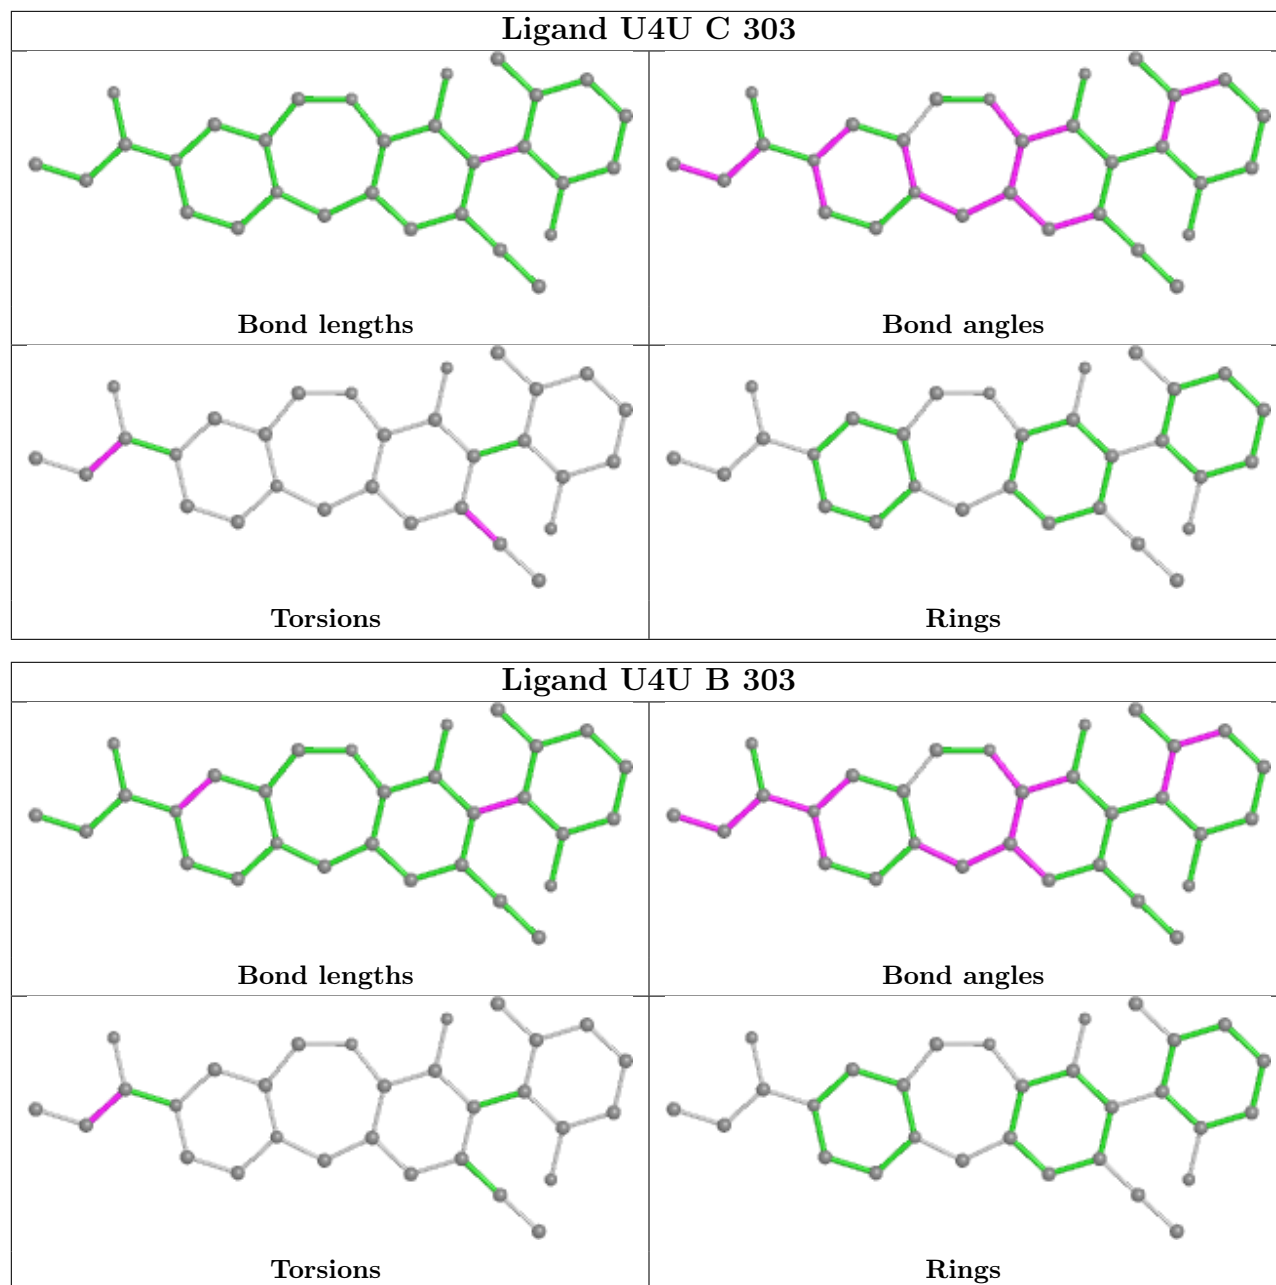 Ligand U4U C 303
Bond lengths
Bond angles
Torsions
Rings
Ligand U4U B 303
Bond lengths
Bond angles
Torsions
Rings